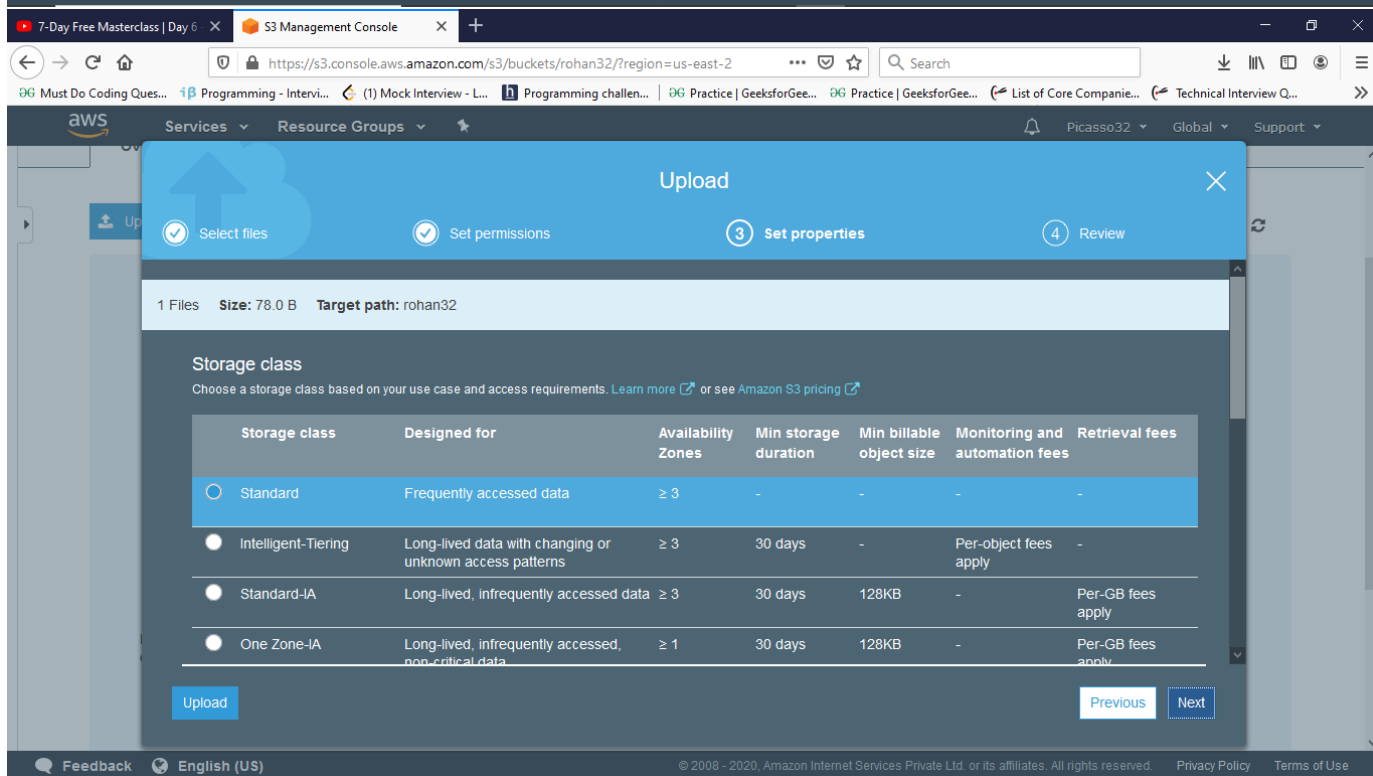 7-Day Free Masterclass | Day 6 -
S3 Management Console
https://s3.console.aws.amazon.com/s3/buckets/rohan32/?region=us-east-2
Search
Must Do Coding Ques...
Programming - Intervi...
(1) Mock Interview - L...
Programming challen...
Practice | GeeksforGee...
Practice | GeeksforGee...
List of Core Companie...
Technical Interview Q...
aws
Services
Resource Groups
Picasso32
Global
Support
Up
Upload
Select files
Set permissions
3 Set properties
4 Review
1 Files Size: 78.0 B Target path: rohan32
Storage class
Choose a storage class based on your use case and access requirements. Learn more or see Amazon S3 pricing
Storage class Designed for Availability Zones Min storage duration Min billable object size Monitoring and automation fees Retrieval fees
Standard Frequently accessed data ≥ 3 - - - -
Intelligent-Tiering Long-lived data with changing or unknown access patterns ≥ 3 30 days - Per-object fees apply -
Standard-IA Long-lived, infrequently accessed data ≥ 3 30 days 128KB - Per-GB fees apply
One Zone-IA Long-lived, infrequently accessed, non-critical data ≥ 1 30 days 128KB - Per-GB fees apply
Upload
Previous
Next
Feedback
English (US)
© 2008 - 2020, Amazon Internet Services Private Ltd. or its affiliates. All rights reserved.
Privacy Policy
Terms of Use